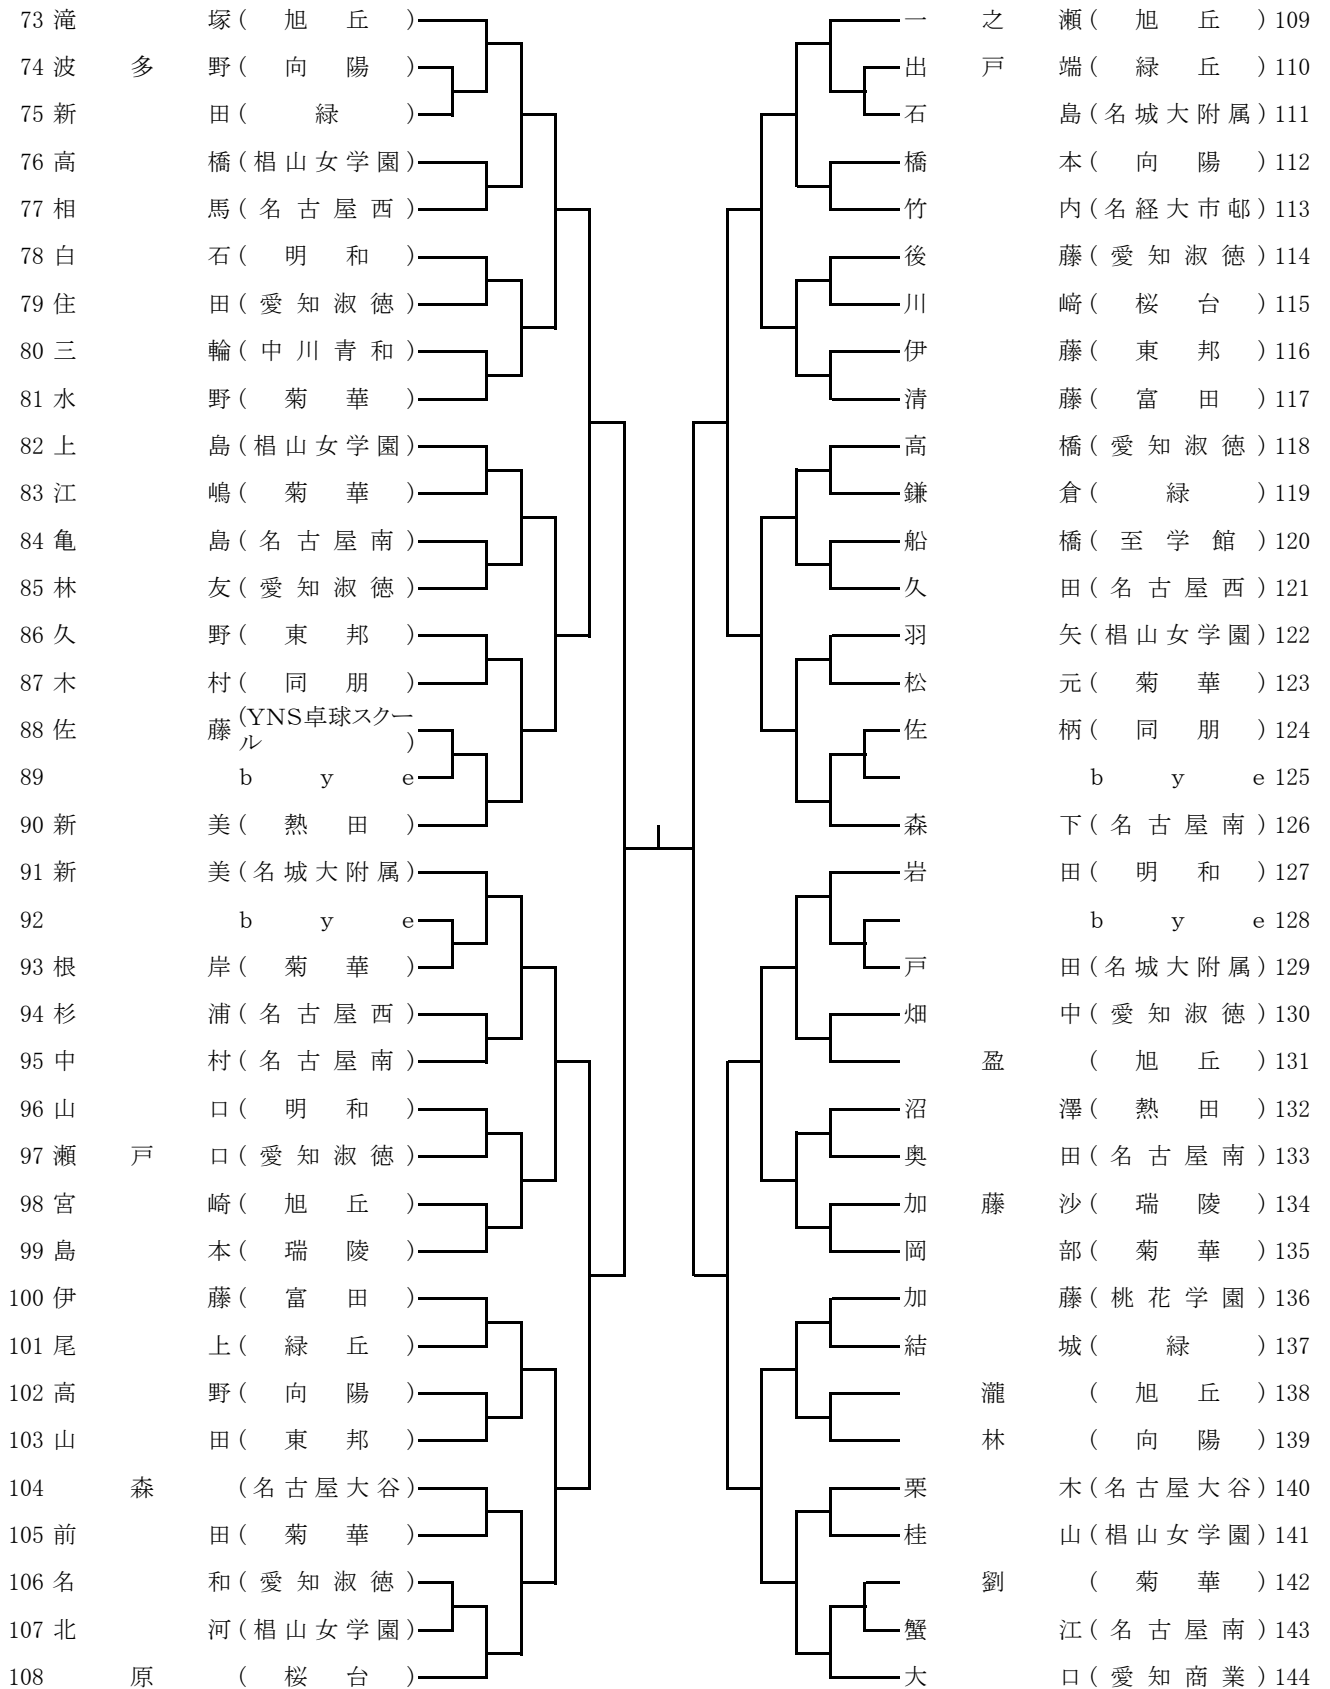 73 滝塚 (旭丘)
74 波多野 (向陽)
75 新田 (緑)
76 高橋 (椙山女学園)
77 相馬 (名古屋西)
78 白石 (明和)
79 住田 (愛知淑徳)
80 三輪 (中川青和)
81 水野 (菊華)
82 上島 (椙山女学園)
83 江嶋 (菊華)
84 亀島 (名古屋南)
85 林友 (愛知淑徳)
86 久野 (東邦)
87 木村 (同朋)
88 佐藤 (YNS卓球スクール)
89 bye
90 新美 (熱田)
91 新美 (名城大附属)
92 bye
93 根岸 (菊華)
94 杉浦 (名古屋西)
95 中村 (名古屋南)
96 山口 (明和)
97 瀬戸口 (愛知淑徳)
98 宮崎 (旭丘)
99 島本 (瑞陵)
100 伊藤 (富田)
101 尾上 (緑丘)
102 高野 (向陽)
103 山田 (東邦)
104 森 (名古屋大谷)
105 前田 (菊華)
106 名和 (愛知淑徳)
107 北河 (椙山女学園)
108 原 (桜台)
一之瀬 (旭丘) 109
出戸端 (緑丘) 110
石島 (名城大附属) 111
橋本 (向陽) 112
竹内 (名経大市邨) 113
後藤 (愛知淑徳) 114
川﨑 (桜台) 115
伊藤 (東邦) 116
清藤 (富田) 117
高橋 (愛知淑徳) 118
鎌倉 (緑) 119
船橋 (至学館) 120
久田 (名古屋西) 121
羽矢 (椙山女学園) 122
松元 (菊華) 123
佐柄 (同朋) 124
bye 125
森下 (名古屋南) 126
岩田 (明和) 127
bye 128
戸田 (名城大附属) 129
畑中 (愛知淑徳) 130
盈 (旭丘) 131
沼澤 (熱田) 132
奥田 (名古屋南) 133
加藤沙 (瑞陵) 134
岡部 (菊華) 135
加藤 (桃花学園) 136
結城 (緑) 137
瀧 (旭丘) 138
林 (向陽) 139
栗木 (名古屋大谷) 140
桂山 (椙山女学園) 141
劉 (菊華) 142
蟹江 (名古屋南) 143
大口 (愛知商業) 144